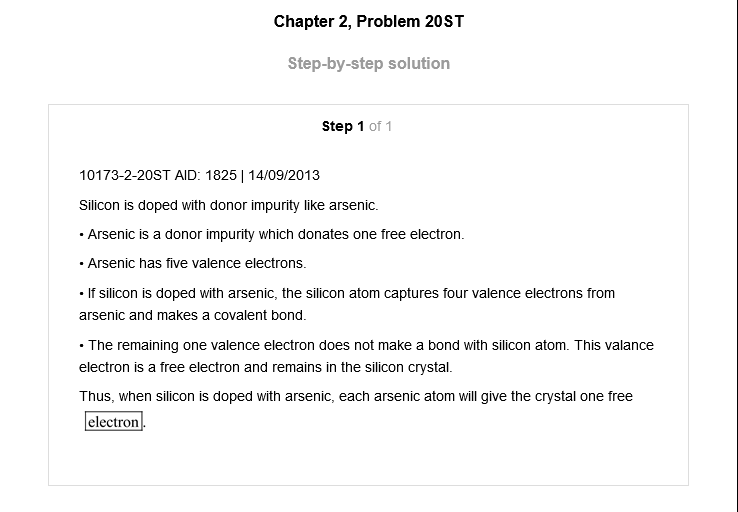 Chapter 2, Problem 20ST
Step-by-step solution
Step 1 of 1
10173-2-20ST AID: 1825 | 14/09/2013
Silicon is doped with donor impurity like arsenic.
• Arsenic is a donor impurity which donates one free electron.
• Arsenic has five valence electrons.
• If silicon is doped with arsenic, the silicon atom captures four valence electrons from
arsenic and makes a covalent bond.
• The remaining one valence electron does not make a bond with silicon atom. This valance
electron is a free electron and remains in the silicon crystal.
Thus, when silicon is doped with arsenic, each arsenic atom will give the crystal one free
electron.